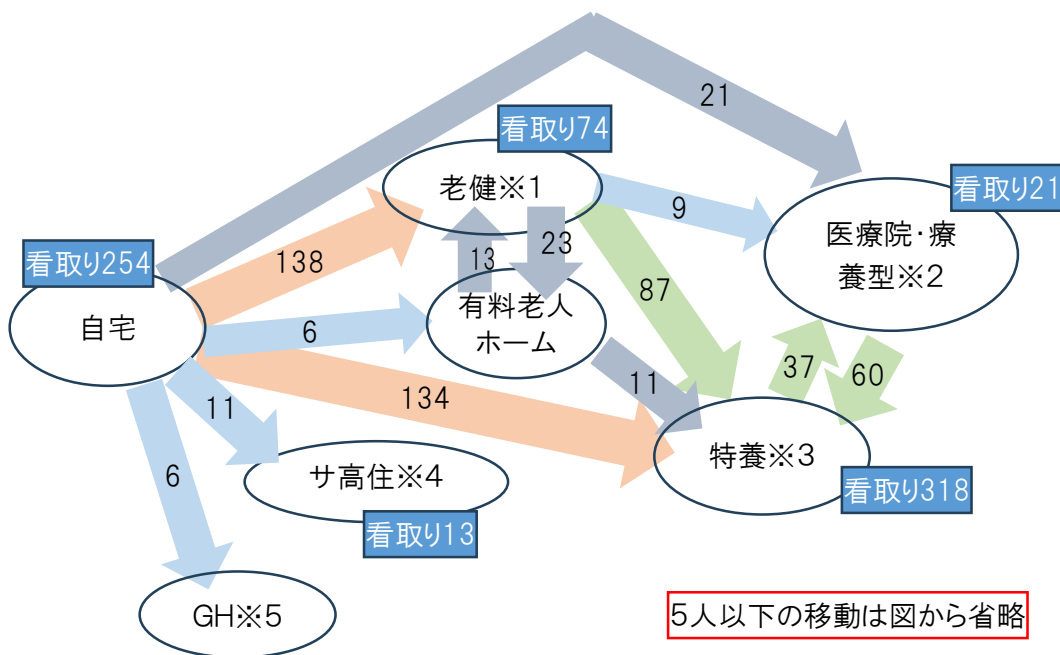 21
看取り74
老健※1
看取り21
9
医療院・療
養型※2
看取り254
138
13
23
87
自宅
6
有料老人
ホーム
37
60
11
134
11
特養※3
6
サ高住※4
看取り318
看取り13
GH※5
5人以下の移動は図から省略